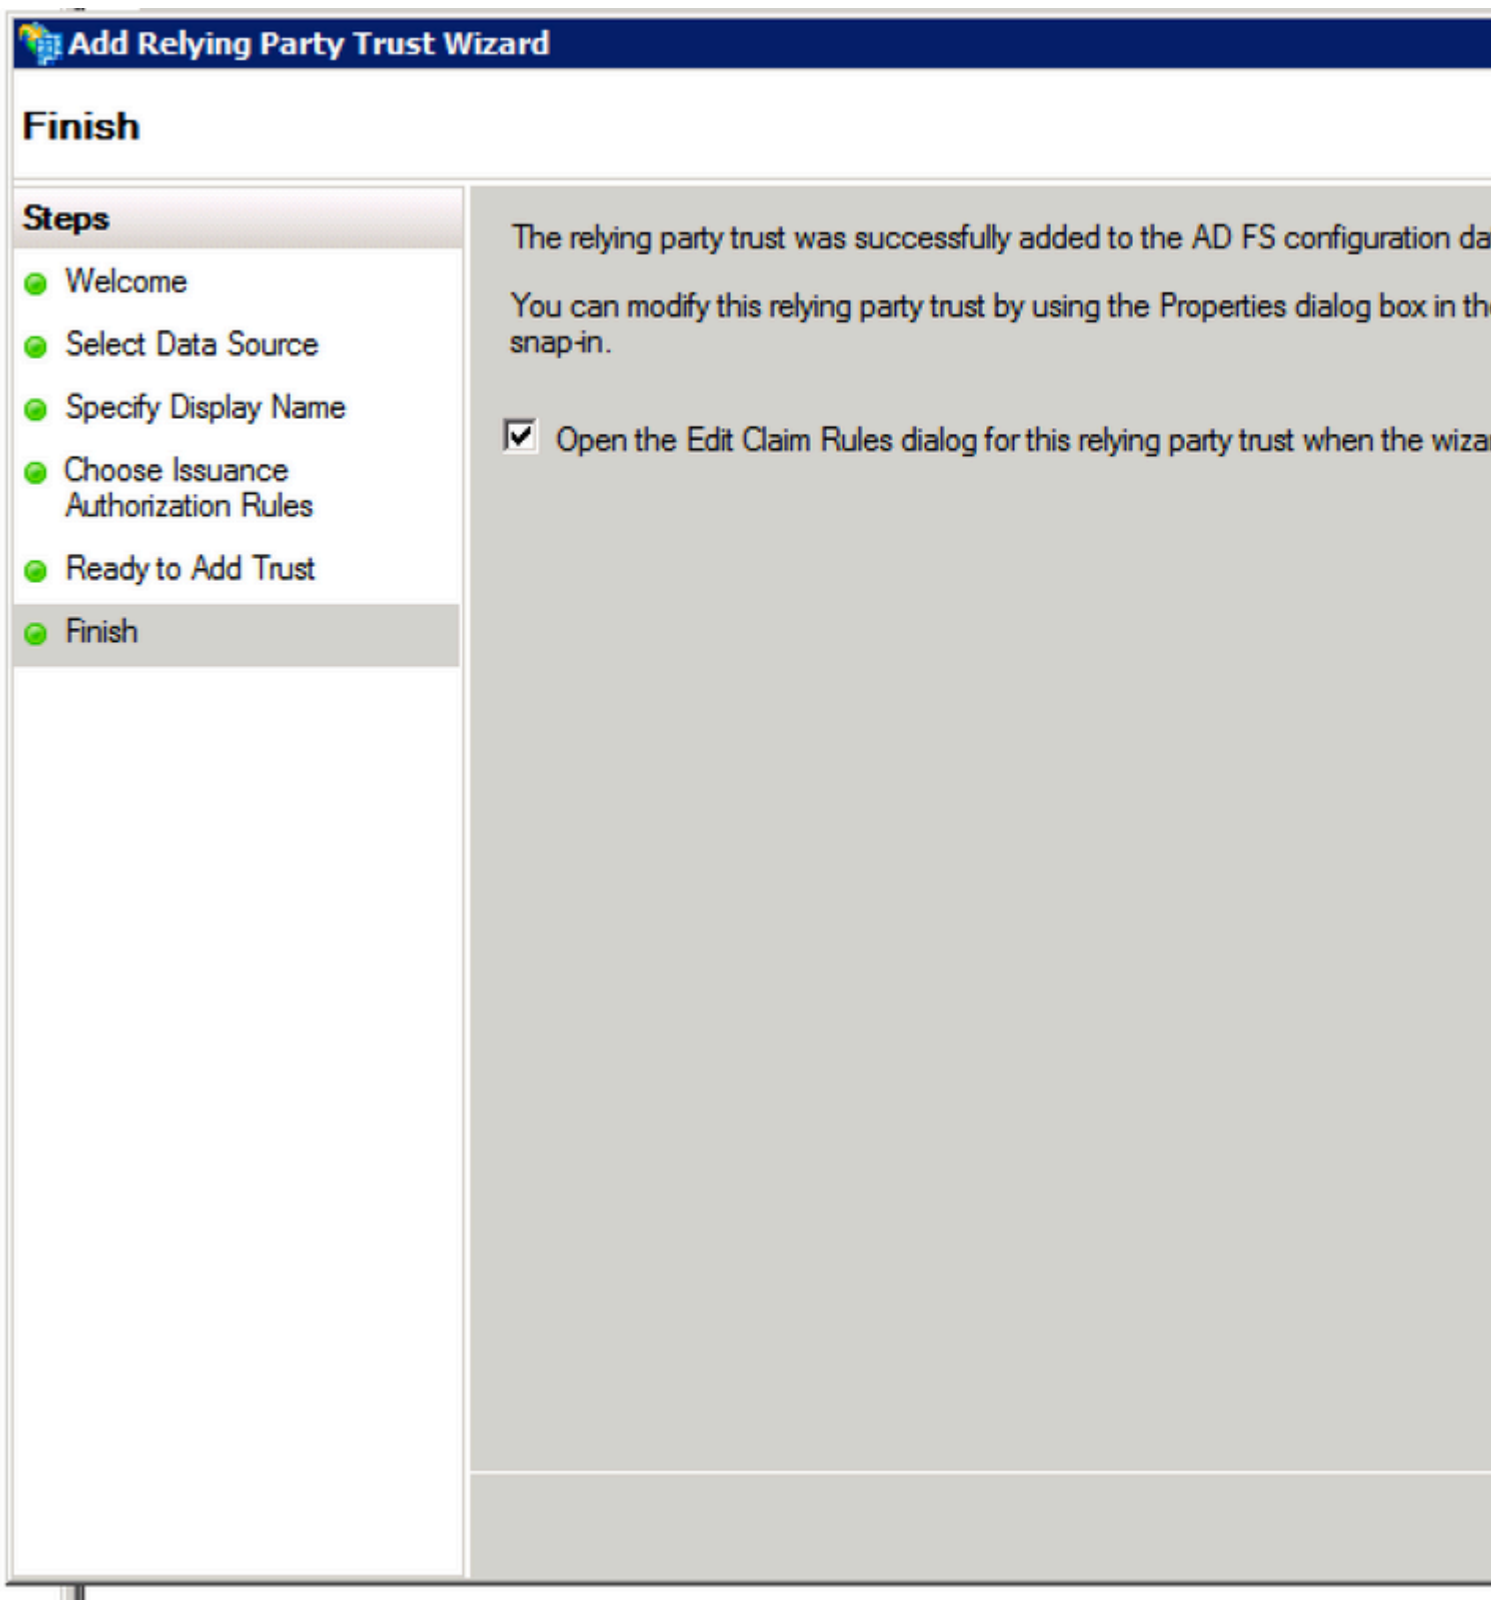 Add Relying Party Trust Wizard
Finish
Steps
Welcome
Select Data Source
Specify Display Name
Choose Issuance
Authorization Rules
Ready to Add Trust
Finish
The relying party trust was successfully added to the AD FS configuration
You can modify this relying party trust by using the Properties dialog box in
snap-in.
Open the Edit Claim Rules dialog for this relying party trust when the